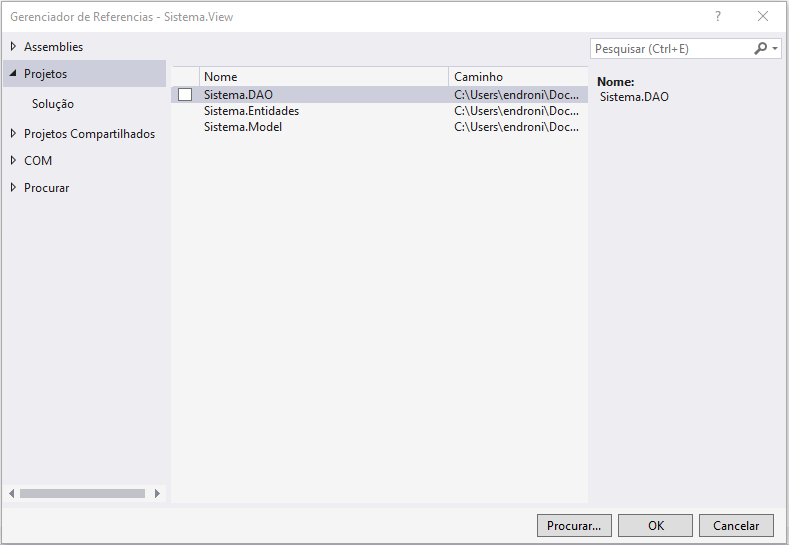 Gerenciador de Referencias - Sistema.View
?
Assemblies
Projetos
Solução
Projetos Compartilhados
COM
Procurar
Nome Caminho
Sistema.DAO C:\Users\endroni\Doc...
Sistema.Entidades C:\Users\endroni\Doc...
Sistema.Model C:\Users\endroni\Doc...
Pesquisar (Ctrl+E)
Nome:
Sistema.DAO
Procurar... OK Cancelar